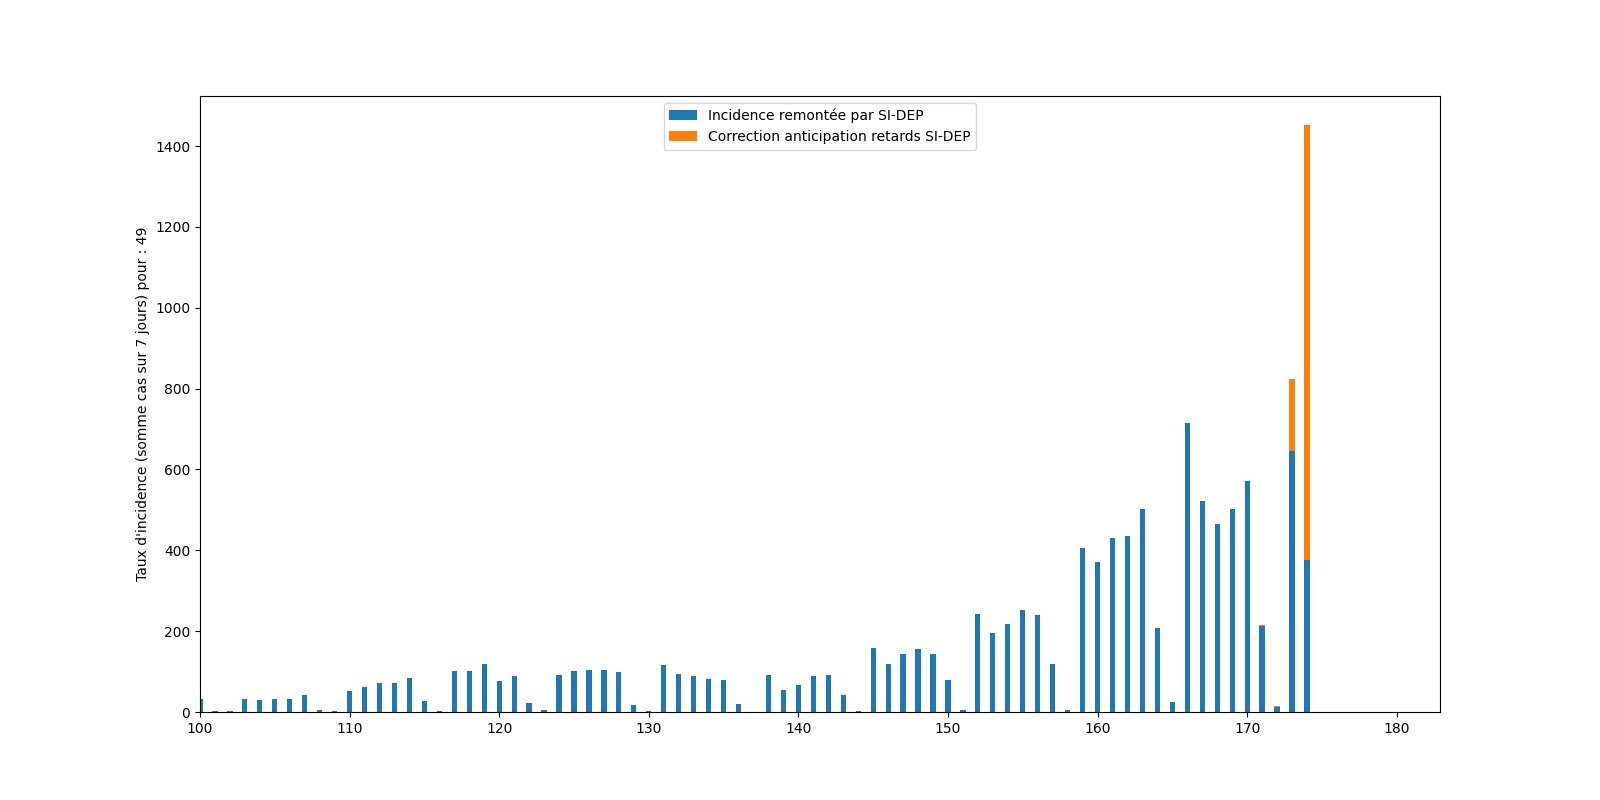 Incidence remontée par SI-DEP
Correction anticipation retards SI-DEP
Taux d'incidence (somme cas sur 7 jours) pour : 49
1400
1200
1000
800
600
400
200
0
100 110 120 130 140 150 160 170 180